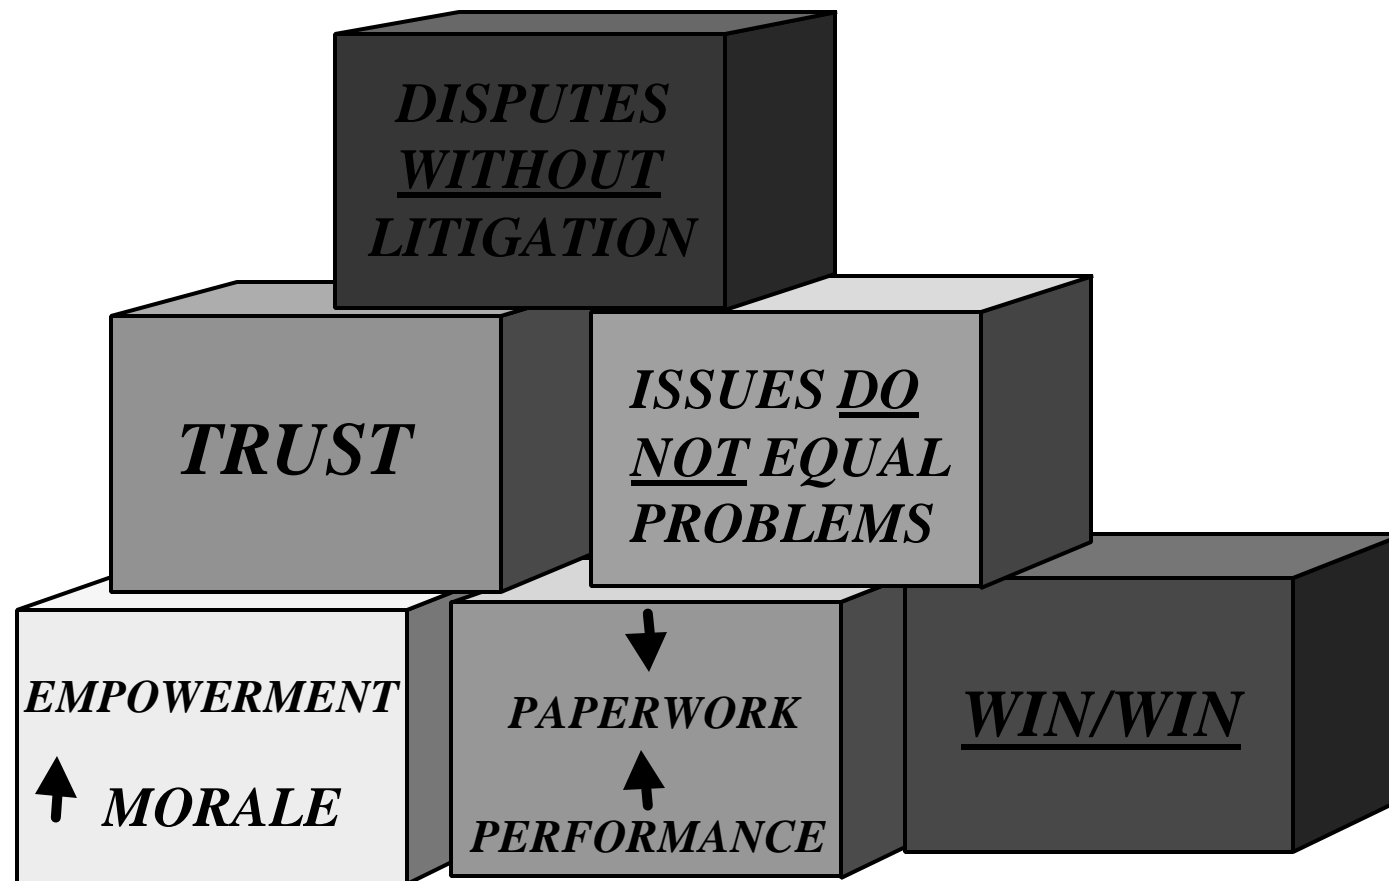 DISPUTES
WITHOUT
LITIGATION
TRUST
ISSUES DO
NOT EQUAL
PROBLEMS
EMPOWERMENT
MORALE
PAPERWORK
PERFORMANCE
WIN/WIN